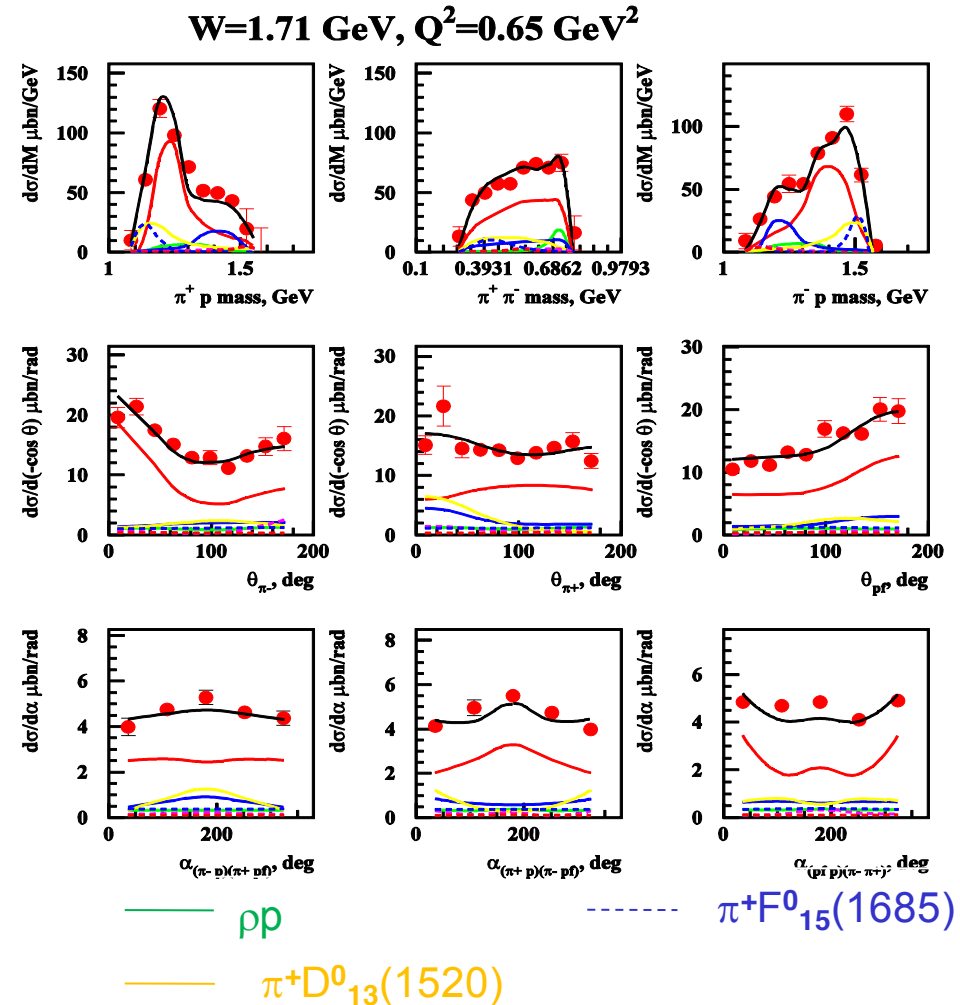 W=1.71 GeV, Q²=0.65 GeV²
dσ/dM μbn/GeV
150
100
50
0
1
1.5
π⁺ p mass, GeV
dσ/dM μbn/GeV
150
100
50
0
0.1
0.3931
0.6862
0.9793
π⁺ π⁻ mass, GeV
dσ/dM μbn/GeV
100
50
0
1
1.5
π⁻ p mass, GeV
dσ/d(-cos θ) μbn/rad
30
20
10
0
0
100
200
θπ-, deg
dσ/d(-cos θ) μbn/rad
30
20
10
0
0
100
200
θπ+, deg
dσ/d(-cos θ) μbn/rad
30
20
10
0
0
100
200
θpf, deg
dσ/dα μbn/rad
8
6
4
2
0
0
200
α(π- p)(π+ pf), deg
dσ/dα μbn/rad
8
6
4
2
0
0
200
α(π+ p)(π- pf), deg
dσ/dα μbn/rad
6
4
2
0
0
200
α(pf p)(π- π+), deg
ρp
π⁺F⁰₁₅(1685)
π⁺D⁰₁₃(1520)